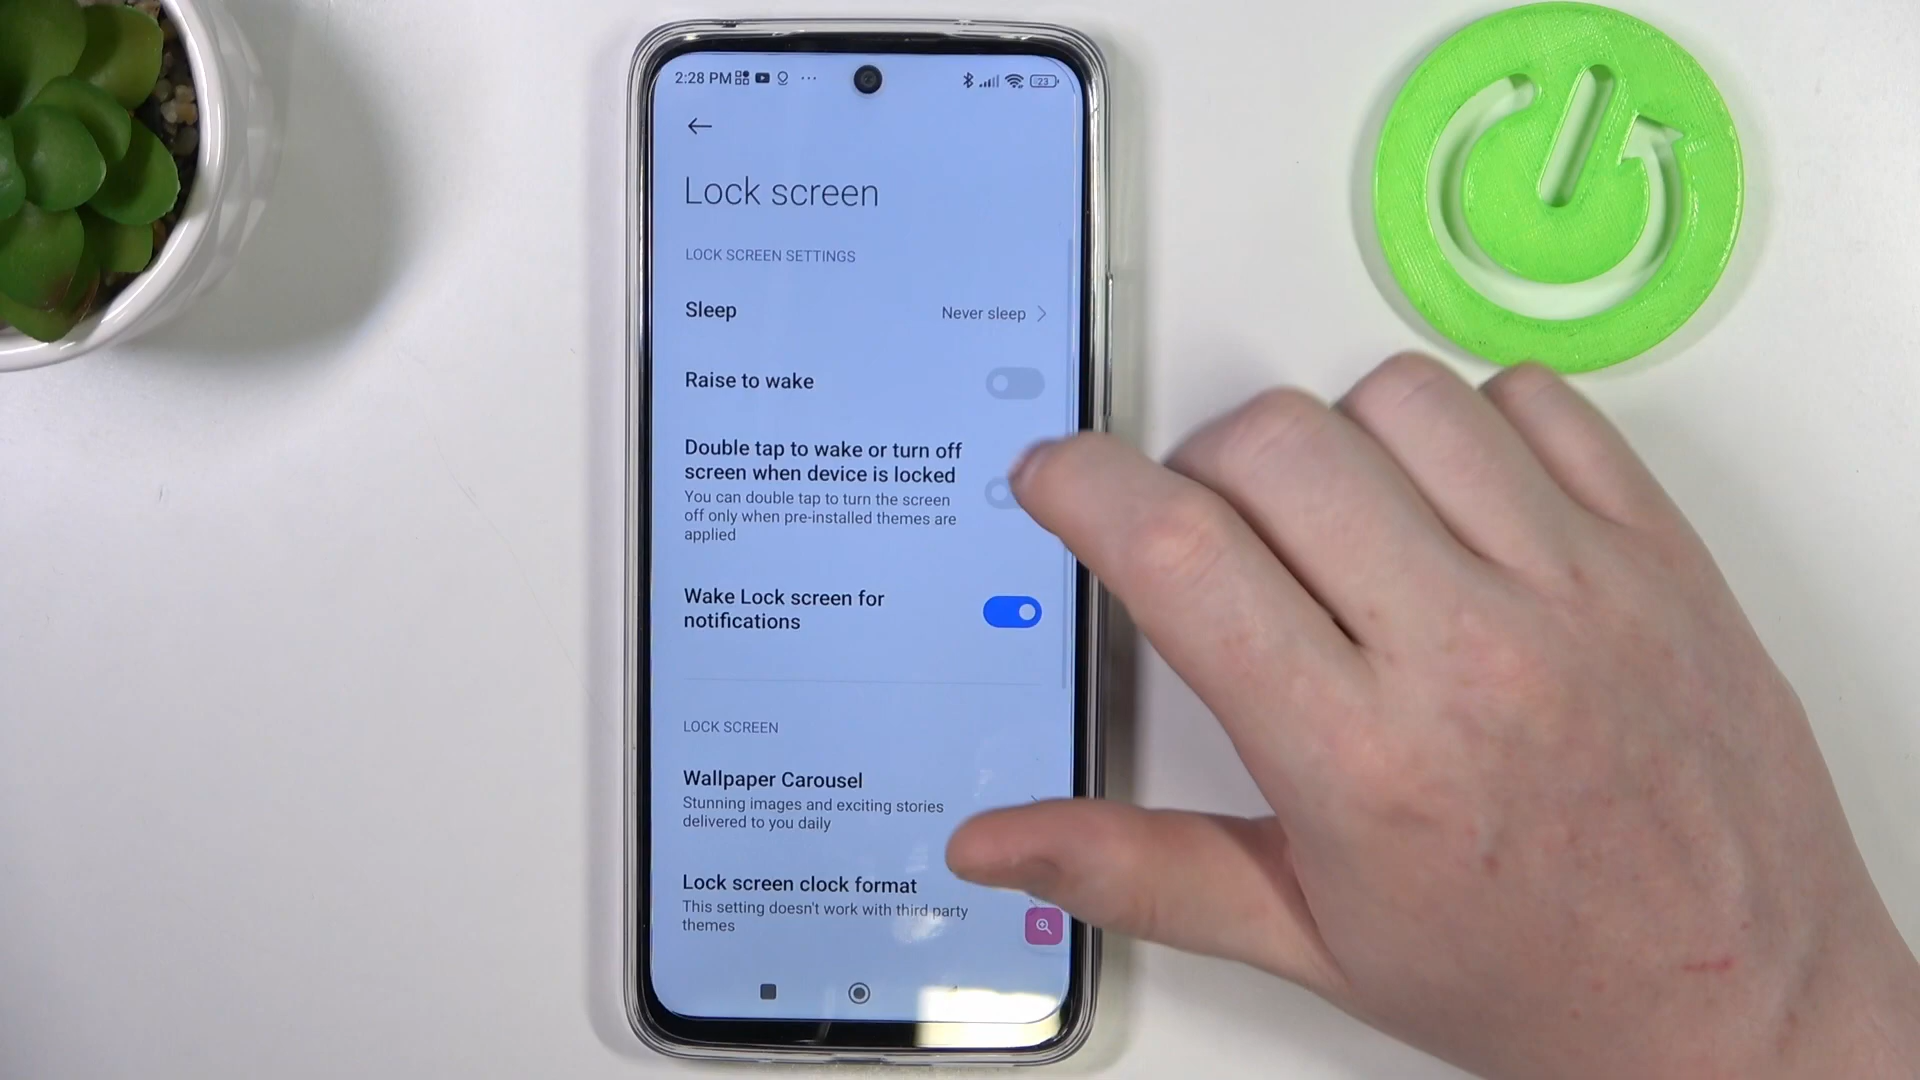 2:28 PM
23
Lock screen
LOCK SCREEN SETTINGS
Sleep
Never sleep
Raise to wake
Double tap to wake or turn off
screen when device is locked
You can double tap to turn the screen
off only when pre-installed themes are
applied
Wake Lock screen for
notifications
LOCK SCREEN
Wallpaper Carousel
Stunning images and exciting stories
delivered to you daily
Lock screen clock format
This setting doesn't work with third party
themes